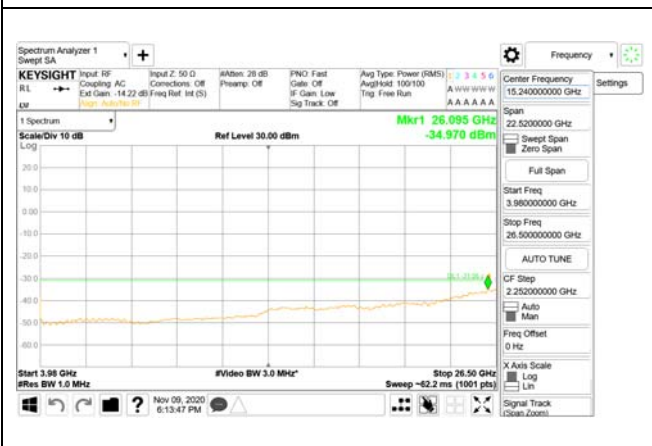 Spectrum Analyzer 1
Swept SA
+
Frequency
KEYSIGHT
Input: RF
Input Z: 50 Ω
#Atten: 28 dB
PNO: Fast
Avg Type: Power (RMS)
1 2 3 4 5 6
RL
Coupling: AC
Corrections: Off
Preamp: Off
Gate: Off
Avg|Hold: 100/100
A W W W W W
Ext Gain: -14.22 dB
Freq Ref: Int (S)
IF Gain: Low
Trig: Free Run
Align: Auto/No RF
Sig Track: Off
A A A A A A
Center Frequency
15.240000000 GHz
Settings
Span
22.5200000 GHz
Swept Span
Zero Span
Full Span
Start Freq
3.980000000 GHz
Stop Freq
26.500000000 GHz
AUTO TUNE
CF Step
2.252000000 GHz
Auto
Man
Freq Offset
0 Hz
X Axis Scale
Log
Lin
Signal Track
(Span Zoom)
1 Spectrum
Mkr1 26.095 GHz
Scale/Div 10 dB
Ref Level 30.00 dBm
-34.970 dBm
Log
20.0
10.0
0.00
-10.0
-20.0
-30.0
-40.0
-50.0
-60.0
Start 3.98 GHz
#Video BW 3.0 MHz*
Stop 26.50 GHz
#Res BW 1.0 MHz
Sweep ~62.2 ms (1001 pts)
?
Nov 09, 2020
6:13:47 PM